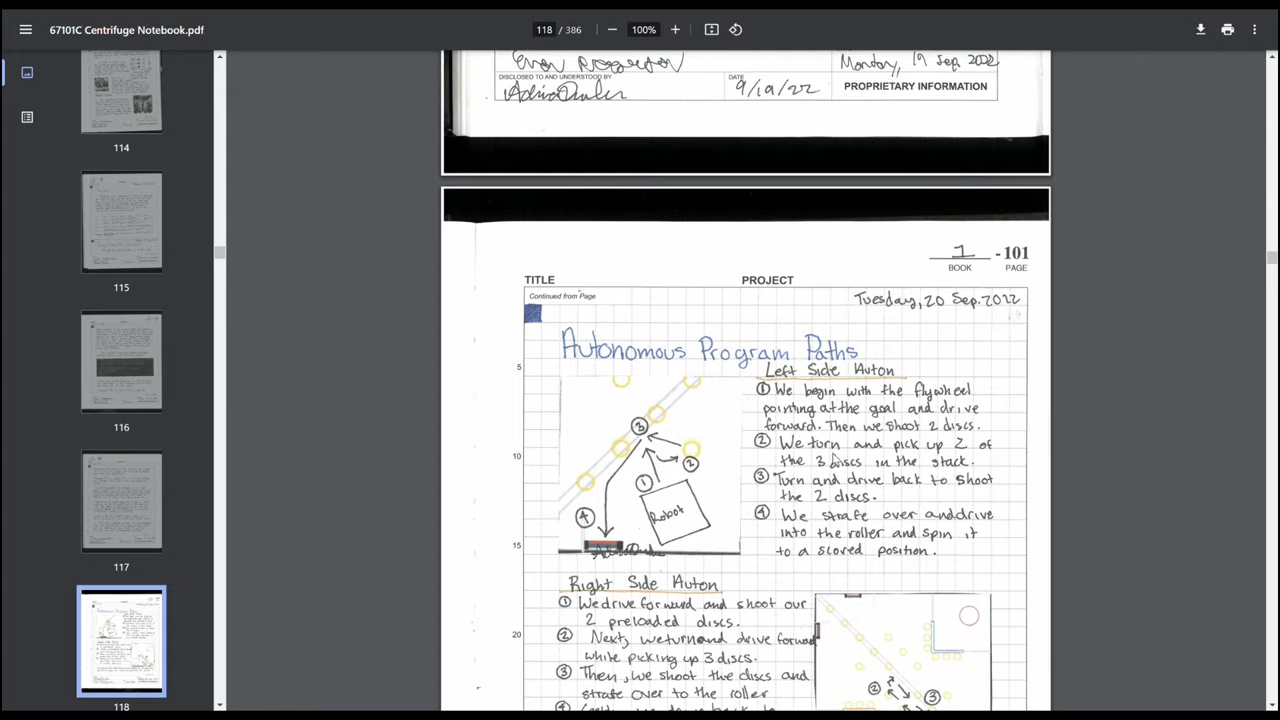 67101C Centrifuge Notebook.pdf
118 / 386
100%
114
115
116
117
118
Monday, 19 Sep. 2022
DISCLOSED TO AND UNDERSTOOD BY
DATE
9/19/22
PROPRIETARY INFORMATION
1 -101
BOOK PAGE
TITLE PROJECT
Continued from Page
Tuesday, 20 Sep. 2022
Autonomous Program Paths
5
Left Side Auton
① We begin with the flywheel
pointing at the goal and drive
forward. Then we shoot 2 discs.
② We turn and pick up 2 of
the 3 discs in the stack.
③ Turn and drive back to shoot
the 2 discs.
④ We strafe over and drive
into the roller and spin it
to a scored position.
③
10
②
①
④
Robot
15
Right Side Auton
① We drive forward and shoot our
2 preloaded discs.
20
② Next, we turn and drive forward
while picking up 3 discs.
③ Then, we shoot the discs and
strafe over to the roller
④
② ③